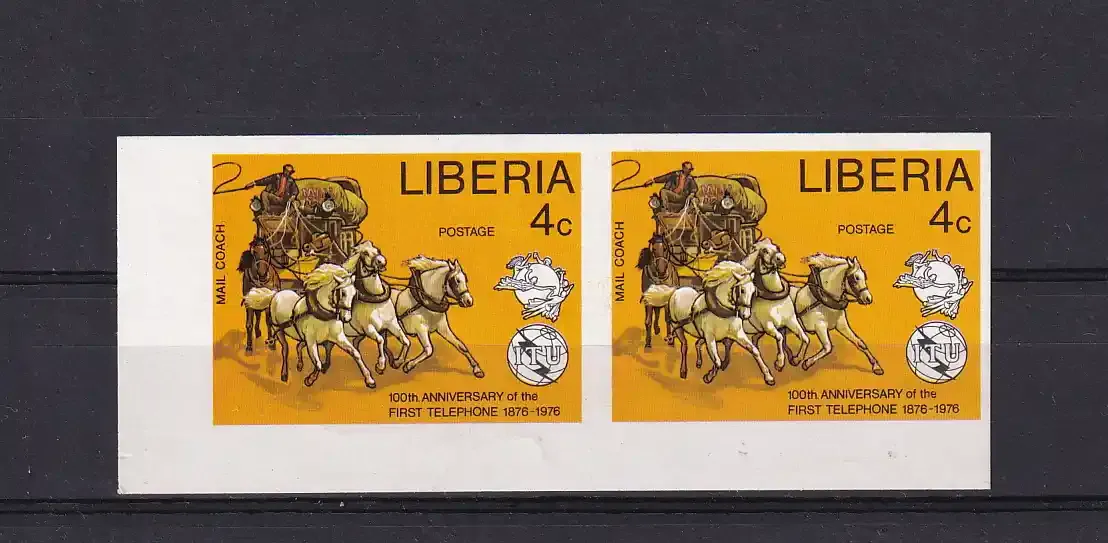 LIBERIA
4c
POSTAGE
MAIL COACH
ITU
100th ANNIVERSARY of the
FIRST TELEPHONE 1876-1976
LIBERIA
4c
POSTAGE
MAIL COACH
ITU
100th ANNIVERSARY of the
FIRST TELEPHONE 1876-1976